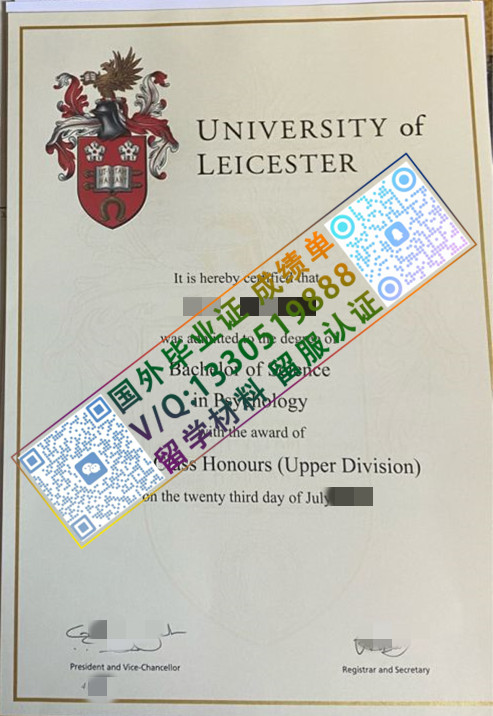 UNIVERSITY of
LEICESTER
UT VITAM
HABEANT
It is hereby certified that
was admitted to the degree of
Bachelor of Science
in Psychology
with the award of
Class Honours (Upper Division)
on the twenty third day of July
国外毕业证 成绩单
V/Q:1330519888
留学材料 留服认证
President and Vice-Chancellor
Registrar and Secretary